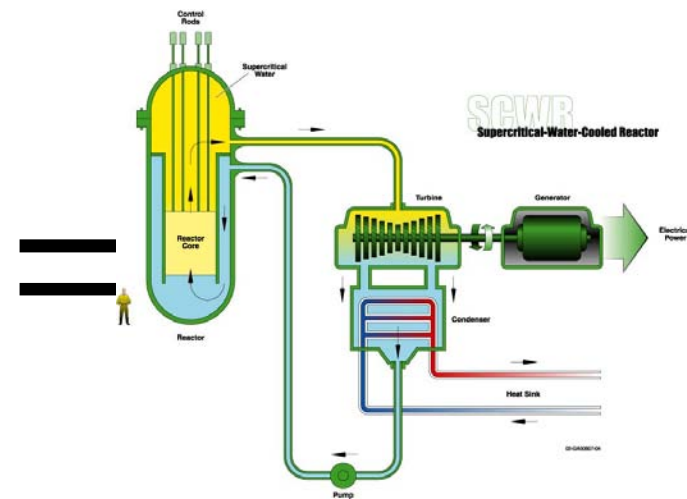 Control
Rods
Supercritical
Water
SCWR
Supercritical-Water-Cooled Reactor
Turbine
Generator
Electrical
Power
Reactor
Core
Reactor
Condenser
Heat Sink
Pump